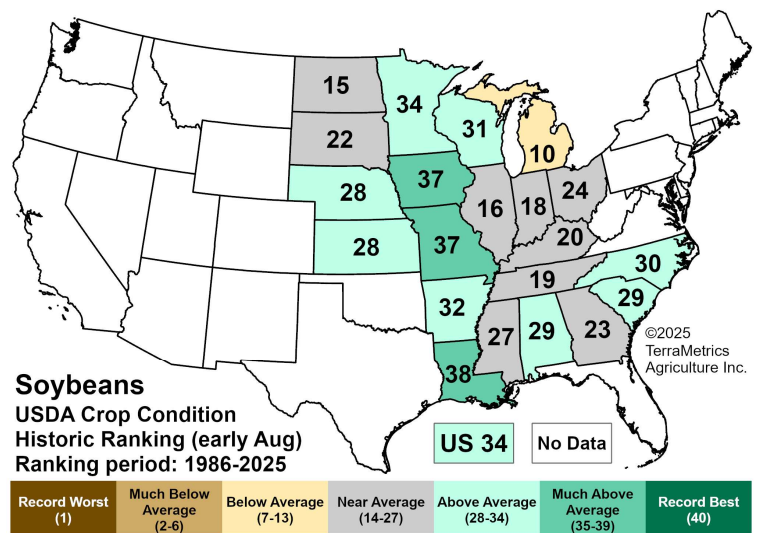 15
34
31
22
10
37
28
24
16
18
28
37
20
30
19
32
29
27
29
23
38
©2025
TerraMetrics
Agriculture Inc.
Soybeans
USDA Crop Condition
Historic Ranking (early Aug)
Ranking period: 1986-2025
US 34
No Data
Record Worst
(1)
Much Below
Average
(2-6)
Below Average
(7-13)
Near Average
(14-27)
Above Average
(28-34)
Much Above
Average
(35-39)
Record Best
(40)